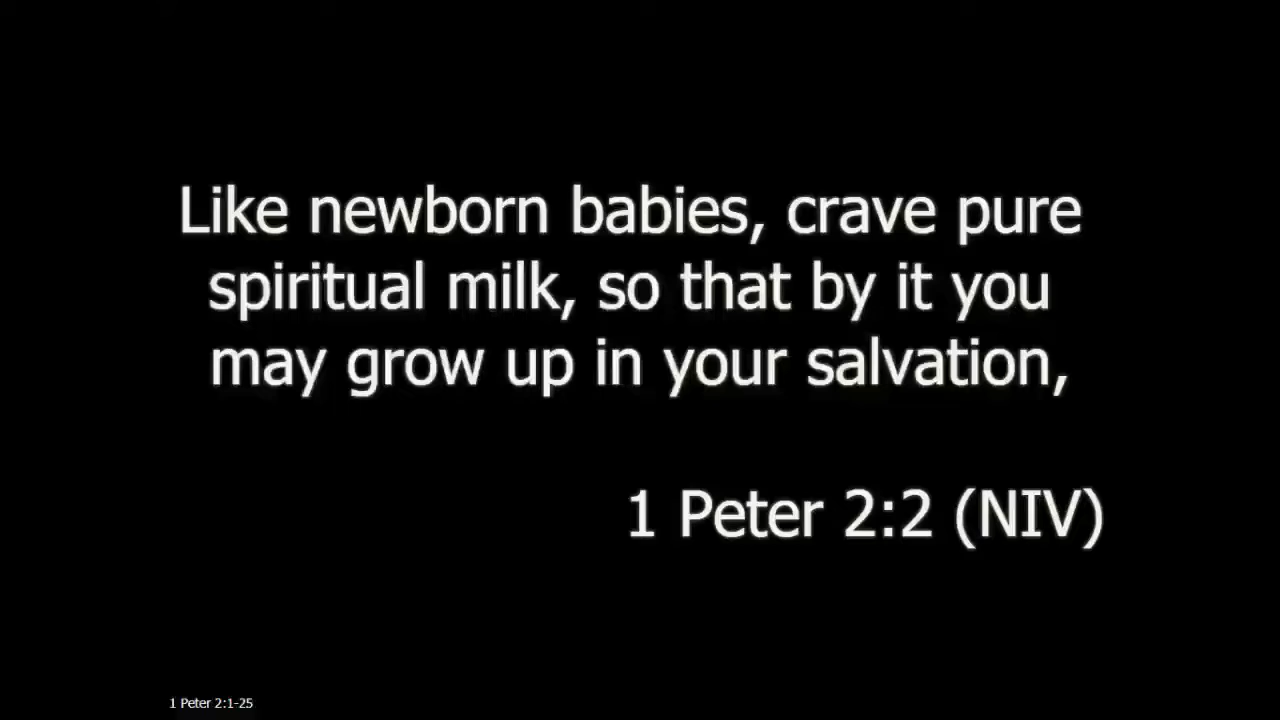 Like newborn babies, crave pure
spiritual milk, so that by it you
may grow up in your salvation,
1 Peter 2:2 (NIV)
1 Peter 2:1-25